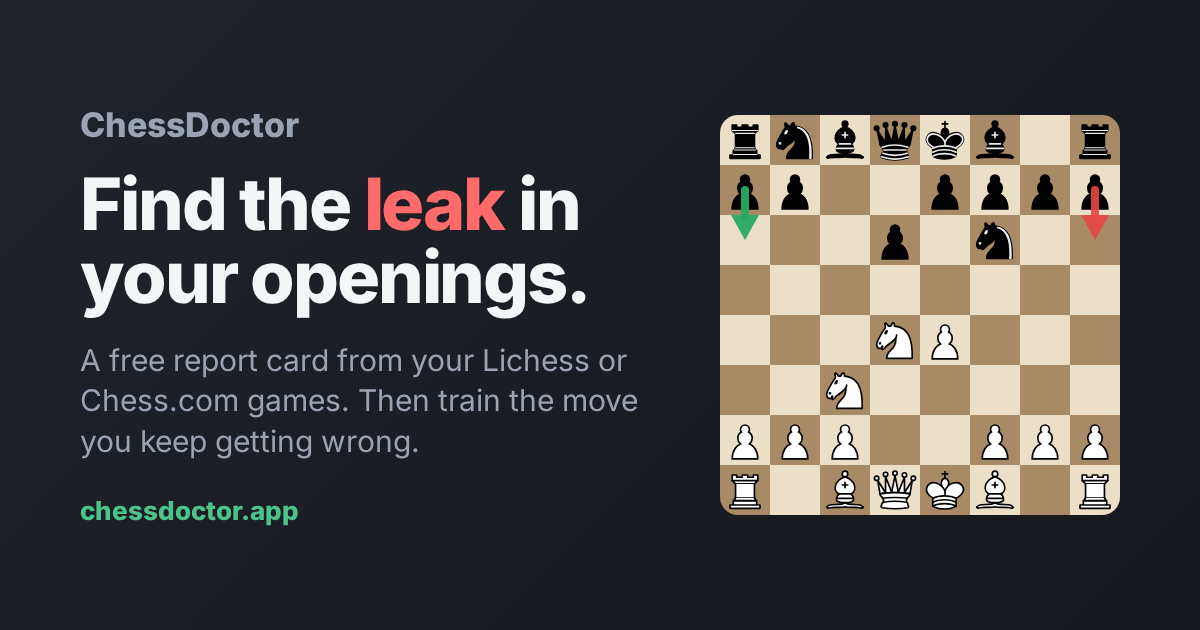 ChessDoctor
Find the leak in
your openings.
A free report card from your Lichess or
Chess.com games. Then train the move
you keep getting wrong.
chessdoctor.app